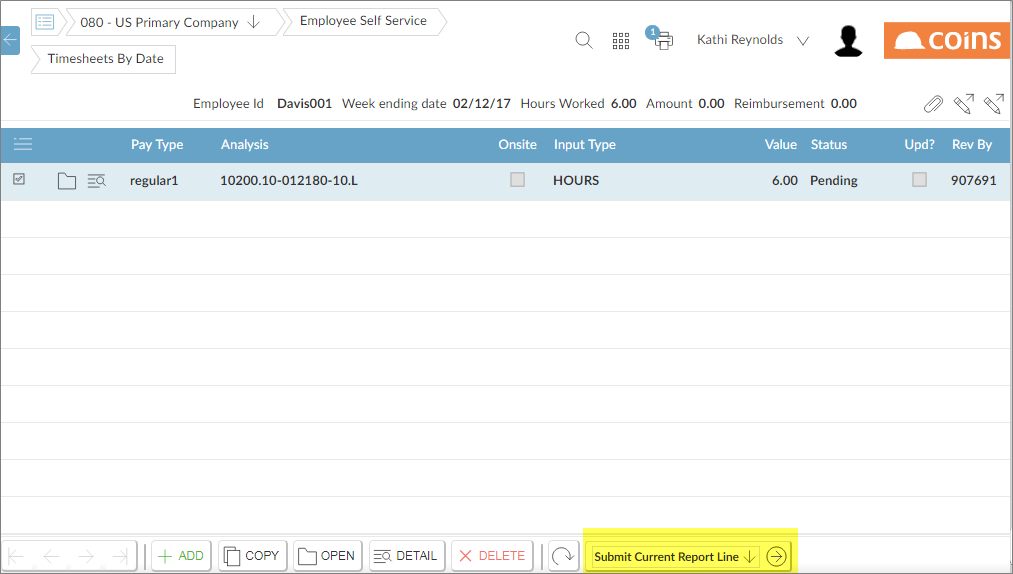 080 - US Primary Company
Employee Self Service
Timesheets By Date
1
Kathi Reynolds
coins
Employee Id Davis001 Week ending date 02/12/17 Hours Worked 6.00 Amount 0.00 Reimbursement 0.00
Pay Type Analysis Onsite Input Type Value Status Upd? Rev By
regular1 10200.10-012180-10.L HOURS 6.00 Pending 907691
ADD COPY OPEN DETAIL DELETE Submit Current Report Line